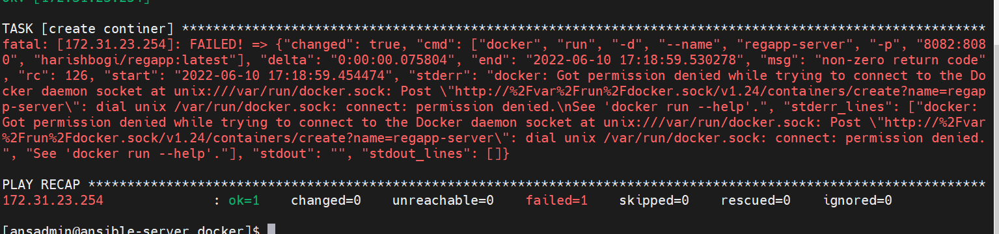 ok: [172.31.23.254]
TASK [create continer] *******************************************************************************************************
fatal: [172.31.23.254]: FAILED! => {"changed": true, "cmd": ["docker", "run", "-d", "--name", "regapp-server", "-p", "8082:808
0", "harishbogi/regapp:latest"], "delta": "0:00:00.075804", "end": "2022-06-10 17:18:59.530278", "msg": "non-zero return code"
, "rc": 126, "start": "2022-06-10 17:18:59.454474", "stderr": "docker: Got permission denied while trying to connect to the Do
cker daemon socket at unix:///var/run/docker.sock: Post \"http://%2Fvar%2Frun%2Fdocker.sock/v1.24/containers/create?name=regap
p-server\": dial unix /var/run/docker.sock: connect: permission denied.\nSee 'docker run --help'.", "stderr_lines": ["docker:
Got permission denied while trying to connect to the Docker daemon socket at unix:///var/run/docker.sock: Post \"http://%2Fvar
%2Frun%2Fdocker.sock/v1.24/containers/create?name=regapp-server\": dial unix /var/run/docker.sock: connect: permission denied.
", "See 'docker run --help'."], "stdout": "", "stdout_lines": []}
PLAY RECAP *******************************************************************************************************************
172.31.23.254 : ok=1 changed=0 unreachable=0 failed=1 skipped=0 rescued=0 ignored=0
[ansadmin@ansible-server docker]$